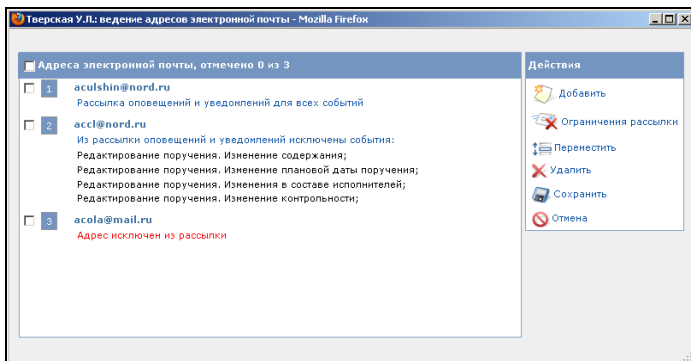 Тверская У.Л.: ведение адресов электронной почты - Mozilla Firefox
Адреса электронной почты, отмечено 0 из 3
1 aculshin@nord.ru
Рассылка оповещений и уведомлений для всех событий
2 accl@nord.ru
Из рассылки оповещений и уведомлений исключены события:
Редактирование поручения. Изменение содержания;
Редактирование поручения. Изменение плановой даты поручения;
Редактирование поручения. Изменения в составе исполнителей;
Редактирование поручения. Изменение контрольности;
3 acola@mail.ru
Адрес исключен из рассылки
Действия
Добавить
Ограничения рассылки
Переместить
Удалить
Сохранить
Отмена